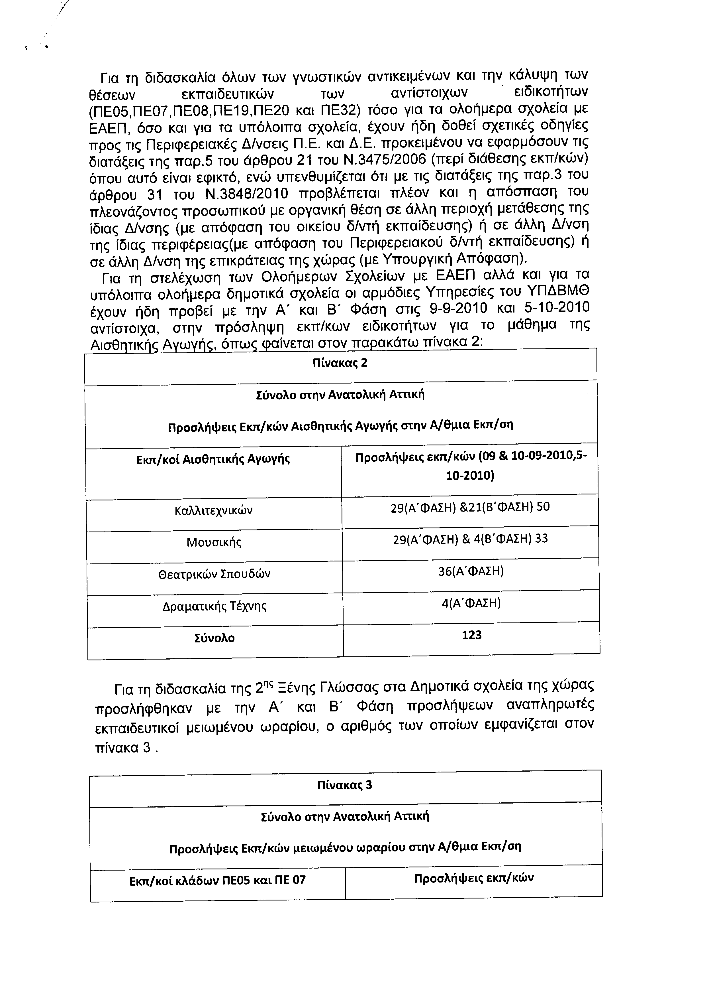 Για τη διδασκαλία όλων των γνωστικών αντικειμένων και την κάλυψη των
θέσεων εκπαιδευτικών των αντίστοιχων ειδικοτήτων
(ΠΕ05,ΠΕ07,ΠΕ08,ΠΕ19,ΠΕ20 και ΠΕ32) τόσο για τα ολοήμερα σχολεία με
ΕΑΕΠ, όσο και για τα υπόλοιπα σχολεία, έχουν ήδη δοθεί σχετικές οδηγίες
προς τις Περιφερειακές Δ/νσεις Π.Ε. και Δ.Ε. προκειμένου να εφαρμόσουν τις
διατάξεις της παρ.5 του άρθρου 21 του Ν.3475/2006 (περί διάθεσης εκπ/κών)
όπου αυτό είναι εφικτό, ενώ υπενθυμίζεται ότι με τις διατάξεις της παρ.3 του
άρθρου 31 του Ν.3848/2010 προβλέπεται πλέον και η απόσπαση του
πλεονάζοντος προσωπικού με οργανική θέση σε άλλη περιοχή μετάθεσης της
ίδιας Δ/νσης (με απόφαση του οικείου δ/ντή εκπαίδευσης) ή σε άλλη Δ/νση
της ίδιας περιφέρειας(με απόφαση του Περιφερειακού δ/ντή εκπαίδευσης) ή
σε άλλη Δ/νση της επικράτειας της χώρας (με Υπουργική Απόφαση).
Για τη στελέχωση των Ολοήμερων Σχολείων με ΕΑΕΠ αλλά και για τα
υπόλοιπα ολοήμερα δημοτικά σχολεία οι αρμόδιες Υπηρεσίες του ΥΠΔΒΜΘ
έχουν ήδη προβεί με την Α΄ και Β΄ Φάση στις 9-9-2010 και 5-10-2010
αντίστοιχα, στην πρόσληψη εκπ/κων ειδικοτήτων για το μάθημα της
Αισθητικής Αγωγής, όπως φαίνεται στον παρακάτω πίνακα 2:
Πίνακας 2
Σύνολο στην Ανατολική Αττική
Προσλήψεις Εκπ/κών Αισθητικής Αγωγής στην Α/θμια Εκπ/ση
Εκπ/κοί Αισθητικής Αγωγής
Προσλήψεις εκπ/κών (09 & 10-09-2010,5-
10-2010)
Καλλιτεχνικών
29(Α΄ΦΑΣΗ) &21(Β΄ΦΑΣΗ) 50
Μουσικής
29(Α΄ΦΑΣΗ) & 4(Β΄ΦΑΣΗ) 33
Θεατρικών Σπουδών
36(Α΄ΦΑΣΗ)
Δραματικής Τέχνης
4(Α΄ΦΑΣΗ)
Σύνολο
123
Για τη διδασκαλία της 2ης Ξένης Γλώσσας στα Δημοτικά σχολεία της χώρας
προσλήφθηκαν με την Α΄ και Β΄ Φάση προσλήψεων αναπληρωτές
εκπαιδευτικοί μειωμένου ωραρίου, ο αριθμός των οποίων εμφανίζεται στον
πίνακα 3 .
Πίνακας 3
Σύνολο στην Ανατολική Αττική
Προσλήψεις Εκπ/κών μειωμένου ωραρίου στην Α/θμια Εκπ/ση
Εκπ/κοί κλάδων ΠΕ05 και ΠΕ 07
Προσλήψεις εκπ/κών